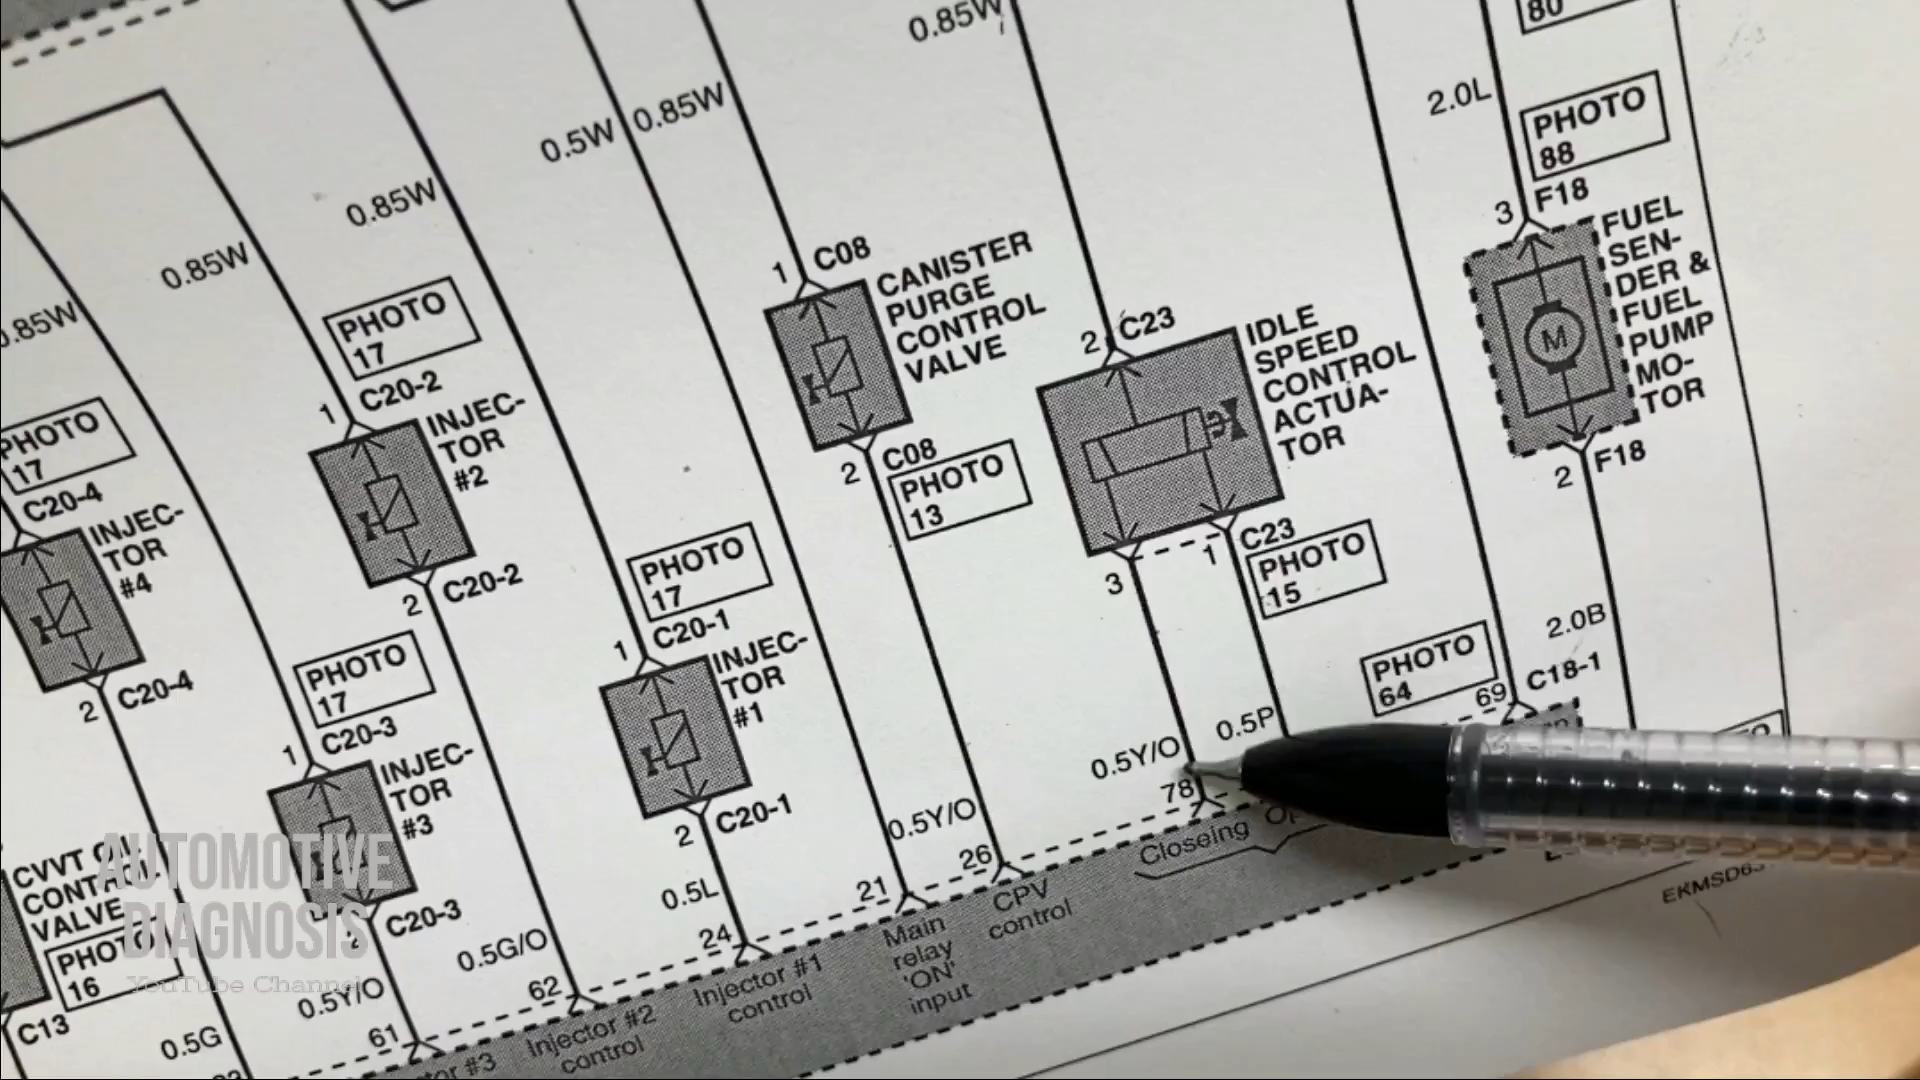 0.85W
80
2.0L
PHOTO
88
F18
3
FUEL
SEN-
DER &
FUEL
PUMP
MO-
TOR
M
2
F18
2.0B
0.5W
0.85W
0.85W
0.85W
0.85W
1
C08
CANISTER
PURGE
CONTROL
VALVE
2
C08
PHOTO
13
2
C23
IDLE
SPEED
CONTROL
ACTUA-
TOR
3
1
C23
PHOTO
15
PHOTO
17
C20-2
1
INJEC-
TOR
#2
2
C20-2
PHOTO
17
C20-4
INJEC-
TOR
#4
2
C20-4
PHOTO
17
C20-1
1
INJEC-
TOR
#1
2
C20-1
PHOTO
17
C20-3
1
INJEC-
TOR
#3
2
C20-3
PHOTO
64
69
C18-1
0.5P
0.5Y/O
78
Closeing
0.5Y/O
26
CPV
control
21
Main
relay
'ON'
input
0.5L
24
Injector #1
control
0.5G/O
62
Injector #2
control
0.5Y/O
61
#3
0.5G
CVVT OIL
CONTROL
VALVE
PHOTO
16
C13
AUTOMOTIVE
DIAGNOSIS
YouTube Channel